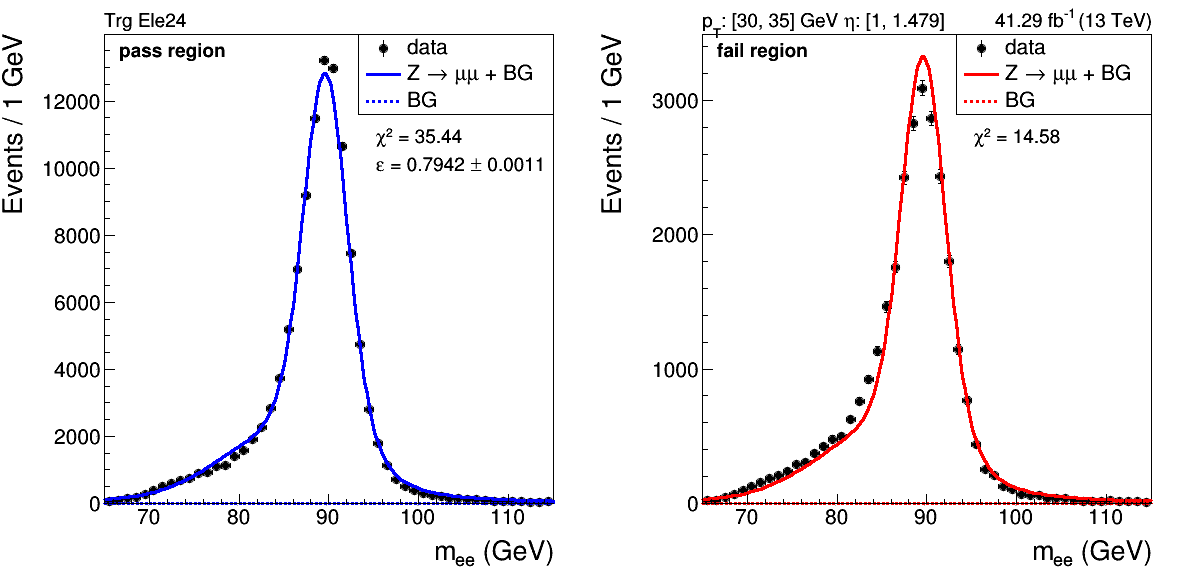 Trg Ele24
pass region
data
Z → μμ + BG
BG
χ² = 35.44
ε = 0.7942 ± 0.0011
Events / 1 GeV
12000
10000
8000
6000
4000
2000
0
70 80 90 100 110
m_ee (GeV)
p_T: [30, 35] GeV η: [1, 1.479] 41.29 fb⁻¹ (13 TeV)
fail region
data
Z → μμ + BG
BG
χ² = 14.58
Events / 1 GeV
3000
2000
1000
0
70 80 90 100 110
m_ee (GeV)